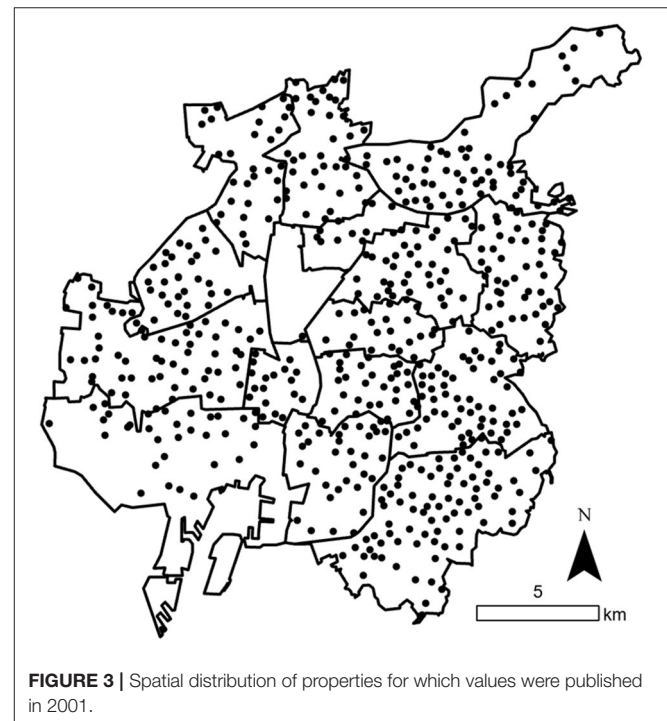 N
5
km
FIGURE 3 | Spatial distribution of properties for which values were published
in 2001.